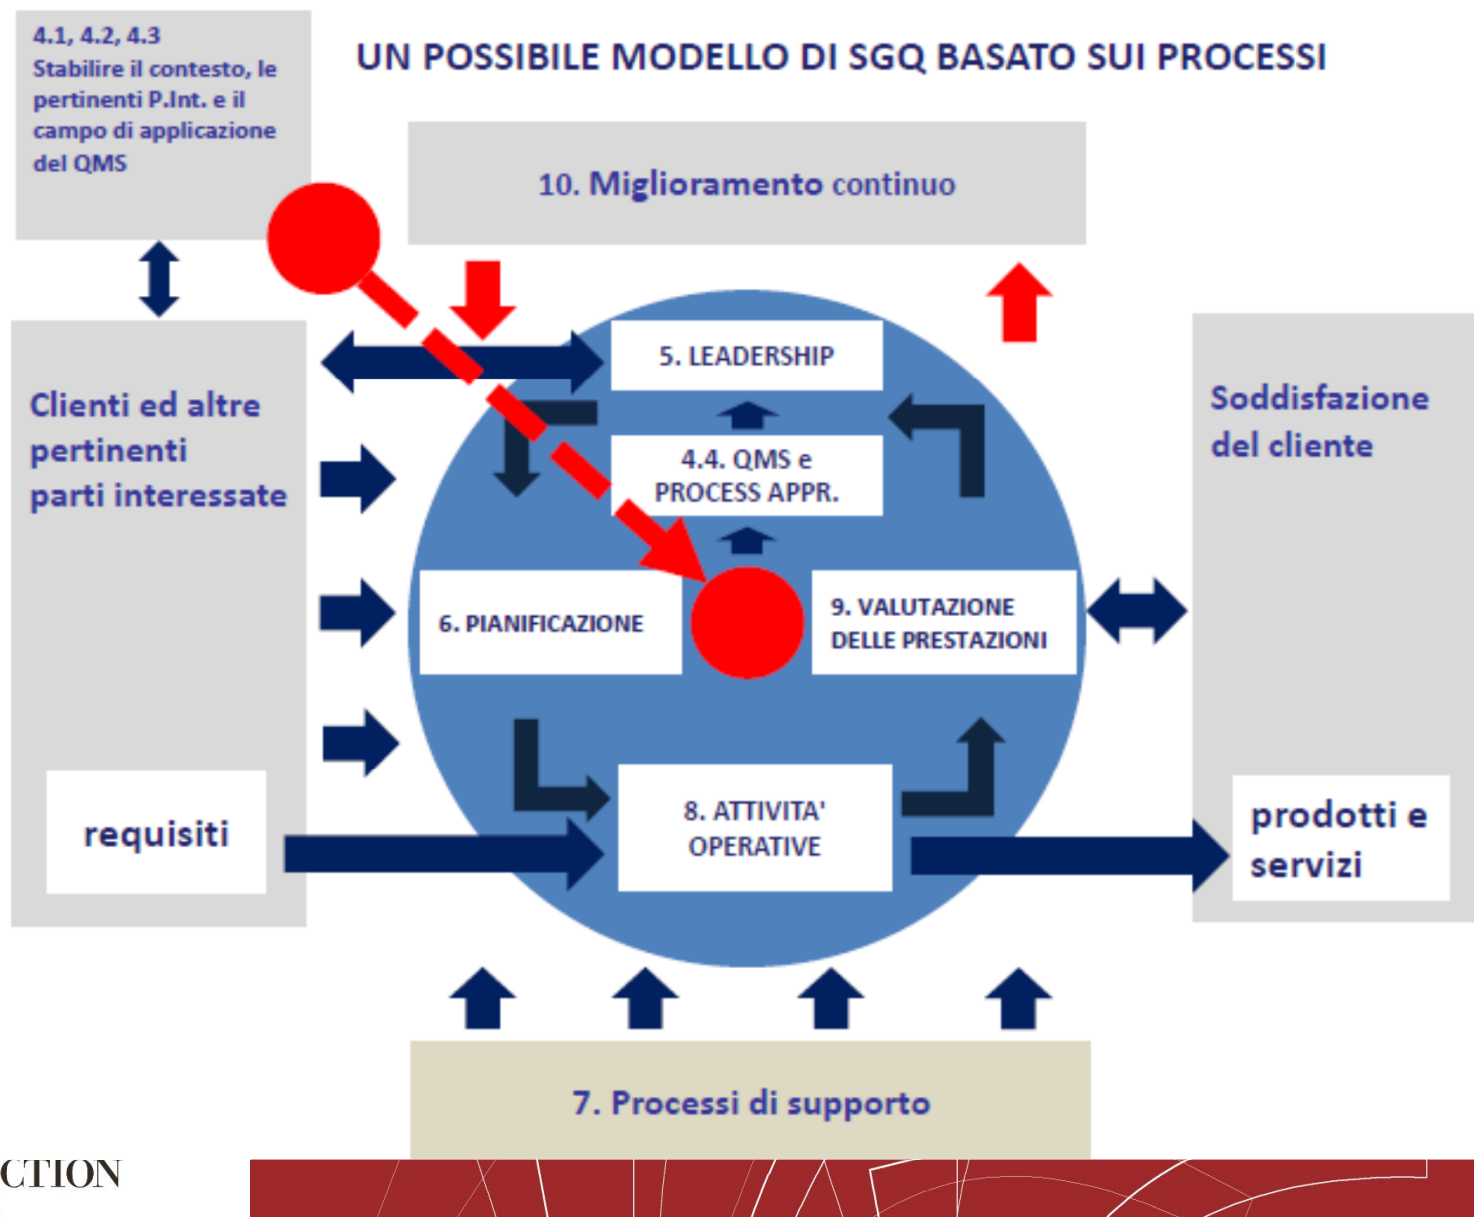 4.1, 4.2, 4.3
Stabilire il contesto, le
pertinenti P.Int. e il
campo di applicazione
del QMS
UN POSSIBILE MODELLO DI SGQ BASATO SUI PROCESSI
10. Miglioramento continuo
Clienti ed altre
pertinenti
parti interessate
requisiti
5. LEADERSHIP
4.4. QMS e
PROCESS APPR.
6. PIANIFICAZIONE
9. VALUTAZIONE
DELLE PRESTAZIONI
8. ATTIVITA'
OPERATIVE
Soddisfazione
del cliente
prodotti e
servizi
7. Processi di supporto
CTION